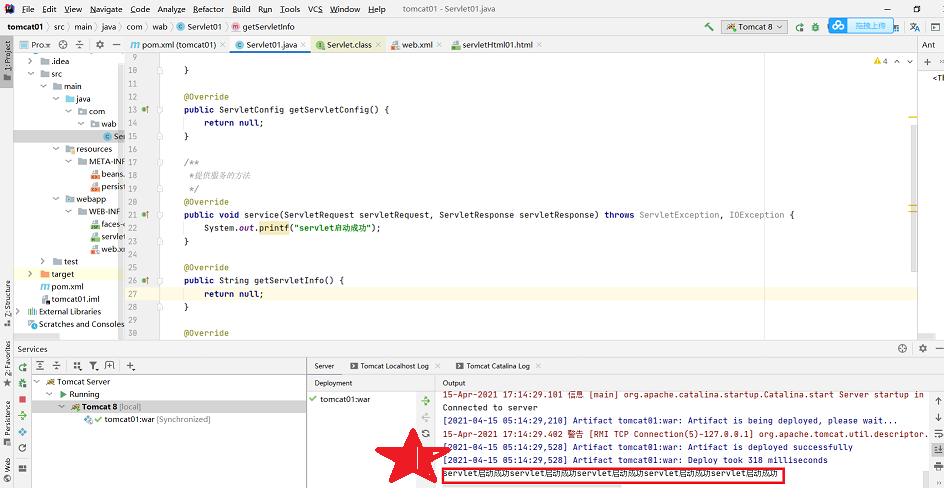 File Edit View Navigate Code Analyze Refactor Build Run Tools VCS Window Help tomcat01 - Servlet01.java
tomcat01 src main java com wab Servlet01 getServletInfo
Tomcat 8
拖拽上传
1: Project
Pro...
pom.xml (tomcat01)
Servlet01.java
Servlet.class
web.xml
servletHtml01.html
Ant
.idea
src
main
java
com
wab
Se
resources
META-INF
beans.
persist
webapp
WEB-INF
faces-c
servlet
web.x
test
target
pom.xml
tomcat01.iml
External Libraries
Scratches and Consoles
4
<Th
9
10 }
11
12 @Override
13 public ServletConfig getServletConfig() {
14 return null;
15 }
16
17 /**
18 *提供服务的方法
19 */
20 @Override
21 public void service(ServletRequest servletRequest, ServletResponse servletResponse) throws ServletException, IOException {
22 System.out.printf("servlet启动成功");
23 }
24
25 @Override
26 public String getServletInfo() {
27 return null;
28 }
29
30 @Override
Z: Structure
2: Favorites
Persistence
Web
Services
Tomcat Server
Running
Tomcat 8 [local]
tomcat01:war [Synchronized]
Server
Tomcat Localhost Log
Tomcat Catalina Log
Deployment
tomcat01:war
Output
15-Apr-2021 17:14:29.181 信息 [main] org.apache.catalina.startup.Catalina.start Server startup in
Connected to server
[2021-04-15 05:14:29,210] Artifact tomcat01:war: Artifact is being deployed, please wait...
15-Apr-2021 17:14:29.402 警告 [RMI TCP Connection(5)-127.0.0.1] org.apache.tomcat.util.descriptor.
[2021-04-15 05:14:29,528] Artifact tomcat01:war: Artifact is deployed successfully
[2021-04-15 05:14:29,528] Artifact tomcat01:war: Deploy took 318 milliseconds
servlet启动成功servlet启动成功servlet启动成功servlet启动成功servlet启动成功